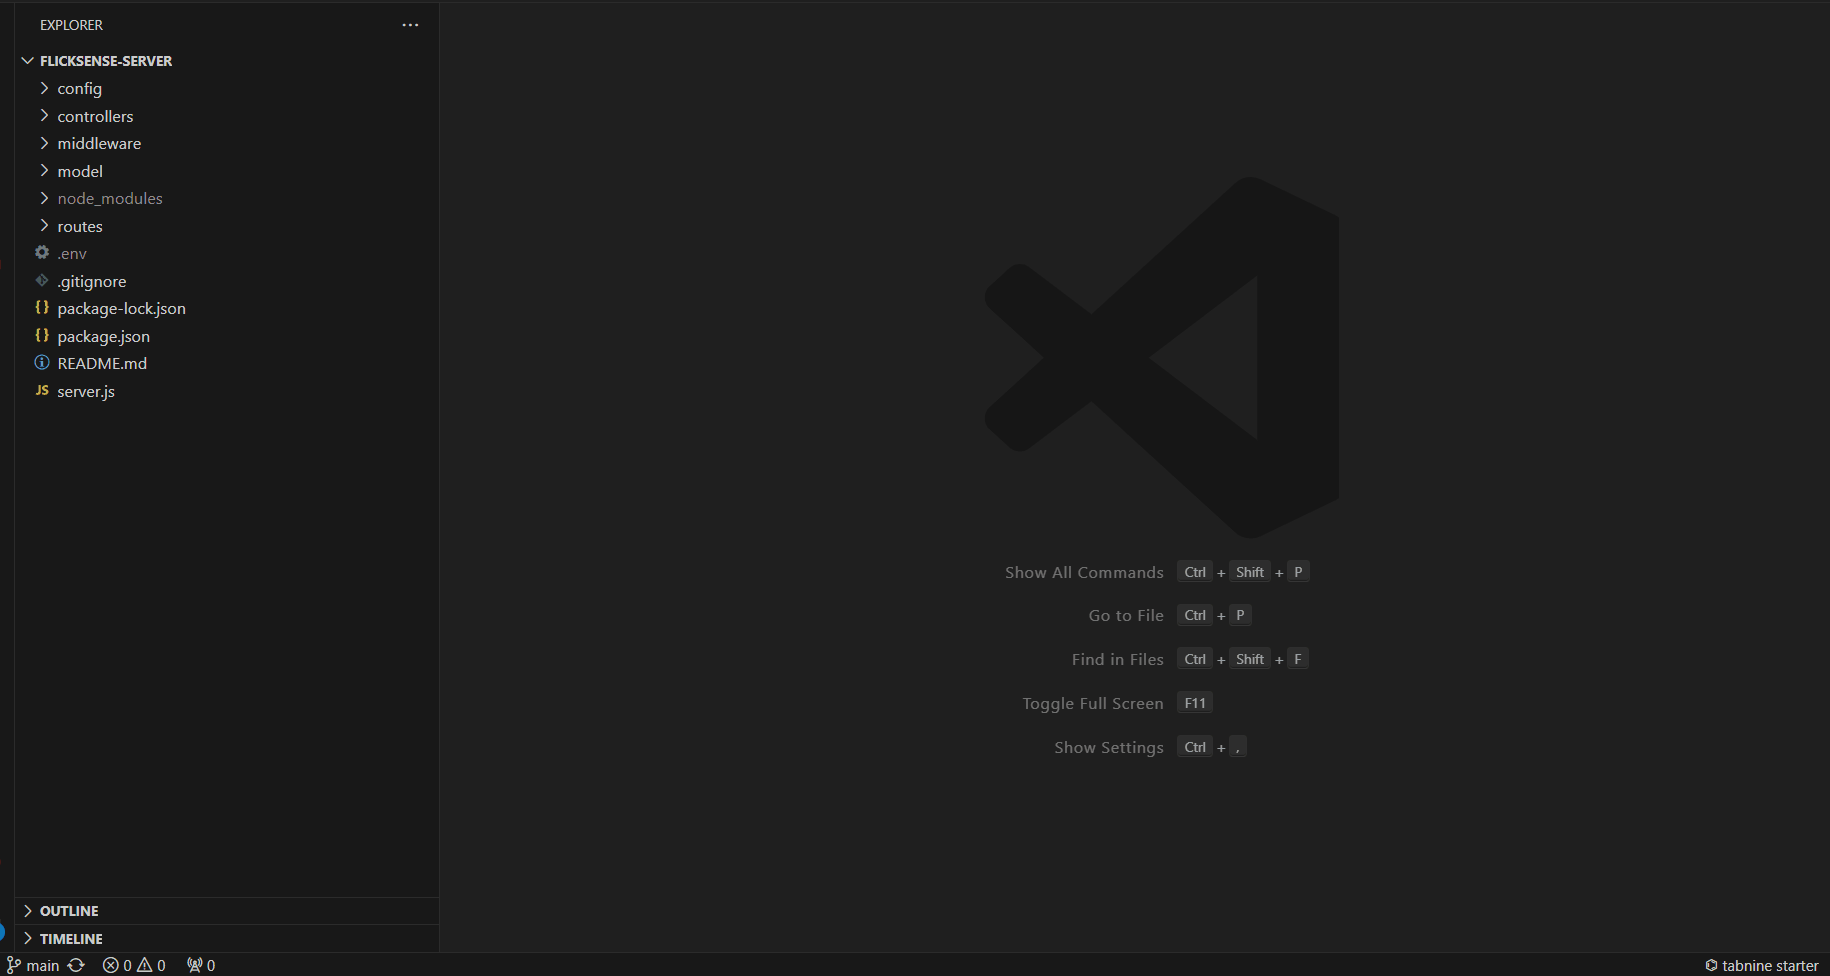 EXPLORER
FLICKSENSE-SERVER
config
controllers
middleware
model
node_modules
routes
.env
.gitignore
{} package-lock.json
{} package.json
README.md
JS server.js
Show All Commands Ctrl + Shift + P
Go to File Ctrl + P
Find in Files Ctrl + Shift + F
Toggle Full Screen F11
Show Settings Ctrl + ,
OUTLINE
TIMELINE
main 0 0 0 tabnine starter